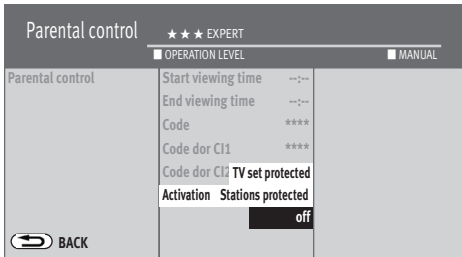 Parental control
★ ★ ★ EXPERT
OPERATION LEVEL
MANUAL
Parental control
Start viewing time --:--
End viewing time --:--
Code ****
Code dor CI1 ****
Code dor CI2 TV set protected
Activation Stations protected
off
BACK